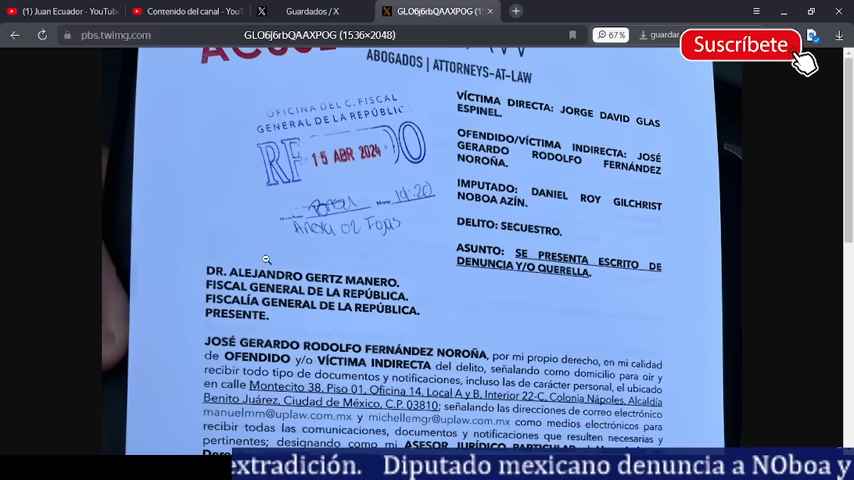 (1) Juan Ecuador - YouTub
Contenido del canal - YouT
Guardados / X
GLO6j6rbQAAXPOG (1536
pbs.twimg.com
GLO6j6rbQAAXPOG (1536×2048)
67%
guardar
Suscríbete
ABOGADOS | ATTORNEYS-AT-LAW
OFICINA DEL C. FISCAL
GENERAL DE LA REPÚBLIC
15 ABR 2024
14:20
Anexa 02 Fojas
VÍCTIMA DIRECTA: JORGE DAVID GLAS
ESPINEL.
OFENDIDO/VÍCTIMA INDIRECTA: JOSÉ
GERARDO RODOLFO FERNÁNDEZ
NOROÑA.
IMPUTADO: DANIEL ROY GILCHRIST
NOBOA AZÍN.
DELITO: SECUESTRO.
ASUNTO: SE PRESENTA ESCRITO DE
DENUNCIA Y/O QUERELLA.
DR. ALEJANDRO GERTZ MANERO.
FISCAL GENERAL DE LA REPÚBLICA.
FISCALÍA GENERAL DE LA REPÚBLICA.
PRESENTE.
JOSÉ GERARDO RODOLFO FERNÁNDEZ NOROÑA, por mi propio derecho, en mi calidad
de OFENDIDO y/o VÍCTIMA INDIRECTA del delito, señalando como domicilio para oír y
recibir todo tipo de documentos y notificaciones, incluso las de carácter personal, el ubicado
en calle Montecito 38, Piso 01, Oficina 14, Local A y B, Interior 22-C, Colonia Nápoles, Alcaldía
Benito Juárez, Ciudad de México, C.P. 03810; señalando las direcciones de correo electrónico
manuelmm@uplaw.com.mx y michellemgr@uplaw.com.mx como medios electrónicos para
recibir todas las comunicaciones, documentos y notificaciones que resulten necesarias y
pertinentes; designando como mi ASESOR JURÍDICO PARTICULAR
extradición. Diputado mexicano denuncia a NOboa y